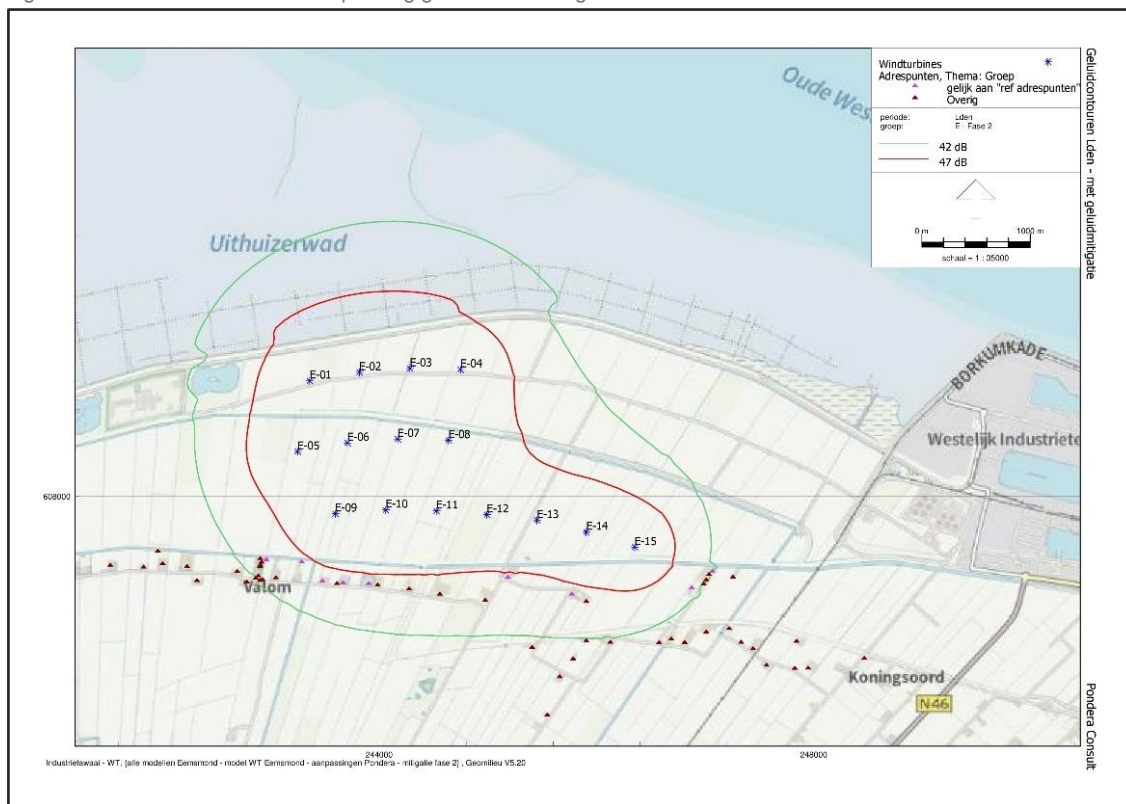 Windturbines
Adrespunten, Thema: Groep
gelijk aan "ref adrespunten"
Overig
periode: Lden
groep: E - Fase 2
42 dB
47 dB
0 m 1000 m
schaal = 1 : 35000
Geluidcontouren Lden - met geluidmitigatie
Oude Wes
Uithuizerwad
BORKUMKADE
E-01
E-02
E-03
E-04
Westelijk Industriete
E-05
E-06
E-07
E-08
608000
E-09
E-10
E-11
E-12
E-13
E-14
E-15
Valom
Koningsoord
N46
Pondera Consult
244000
248000
Industrielawaai - WT, [alle modellen Eemsmond - model WT Eemsmond - aanpassingen Pondera - mitigatie fase 2] , Geomilieu V5.20